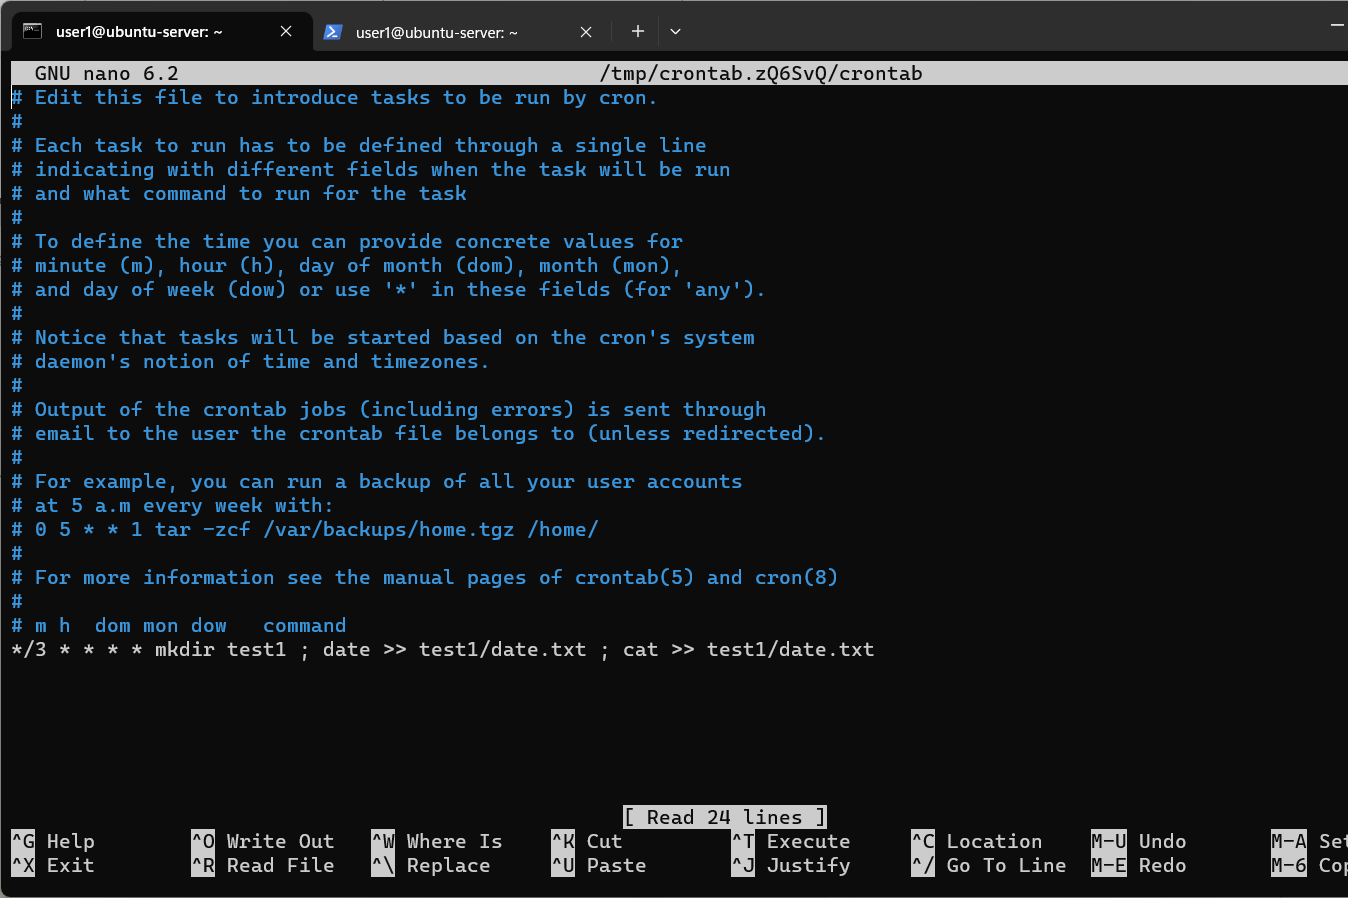 user1@ubuntu-server: ~
user1@ubuntu-server: ~
GNU nano 6.2 /tmp/crontab.zQ6SvQ/crontab
# Edit this file to introduce tasks to be run by cron.
#
# Each task to run has to be defined through a single line
# indicating with different fields when the task will be run
# and what command to run for the task
#
# To define the time you can provide concrete values for
# minute (m), hour (h), day of month (dom), month (mon),
# and day of week (dow) or use '*' in these fields (for 'any').
#
# Notice that tasks will be started based on the cron's system
# daemon's notion of time and timezones.
#
# Output of the crontab jobs (including errors) is sent through
# email to the user the crontab file belongs to (unless redirected).
#
# For example, you can run a backup of all your user accounts
# at 5 a.m every week with:
# 0 5 * * 1 tar -zcf /var/backups/home.tgz /home/
#
# For more information see the manual pages of crontab(5) and cron(8)
#
# m h  dom mon dow   command
*/3 * * * * mkdir test1 ; date >> test1/date.txt ; cat >> test1/date.txt
[ Read 24 lines ]
^G Help ^O Write Out ^W Where Is ^K Cut ^T Execute ^C Location M-U Undo M-A Set
^X Exit ^R Read File ^\ Replace ^U Paste ^J Justify ^/ Go To Line M-E Redo M-6 Cop